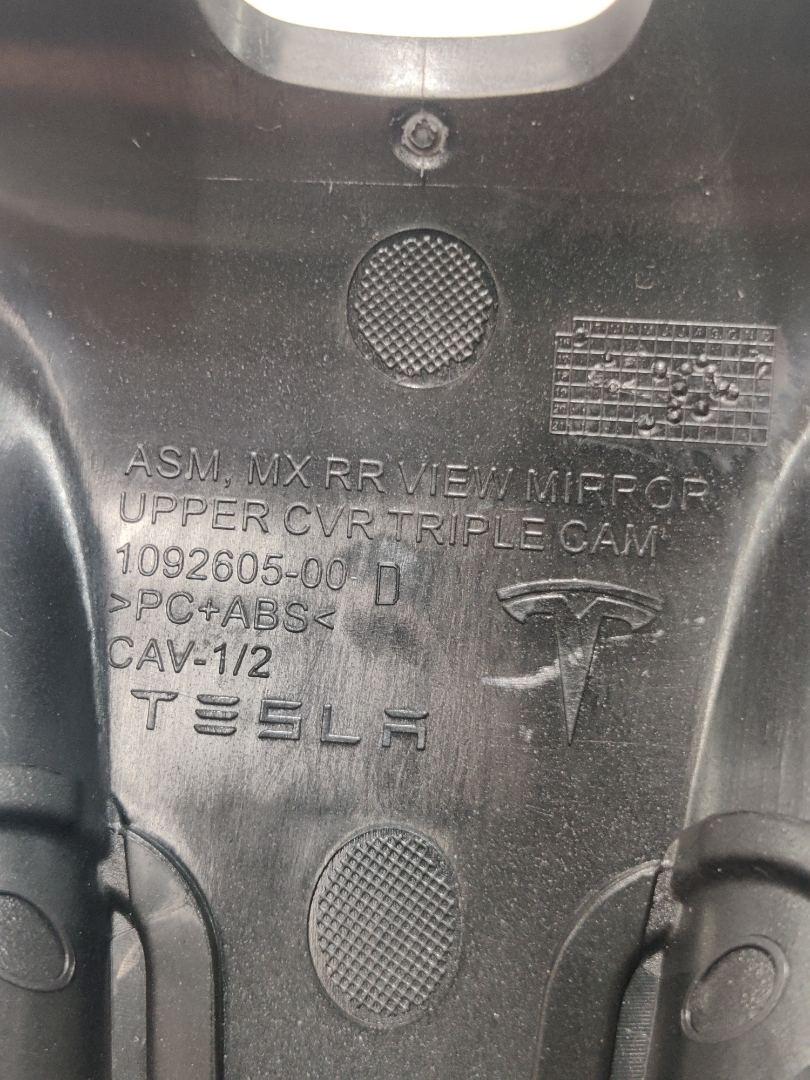 ASM, MX RR VIEW MIRROR
UPPER CVR TRIPLE CAM
1092605-00-D
>PC+ABS<
CAV-1/2
TESLA